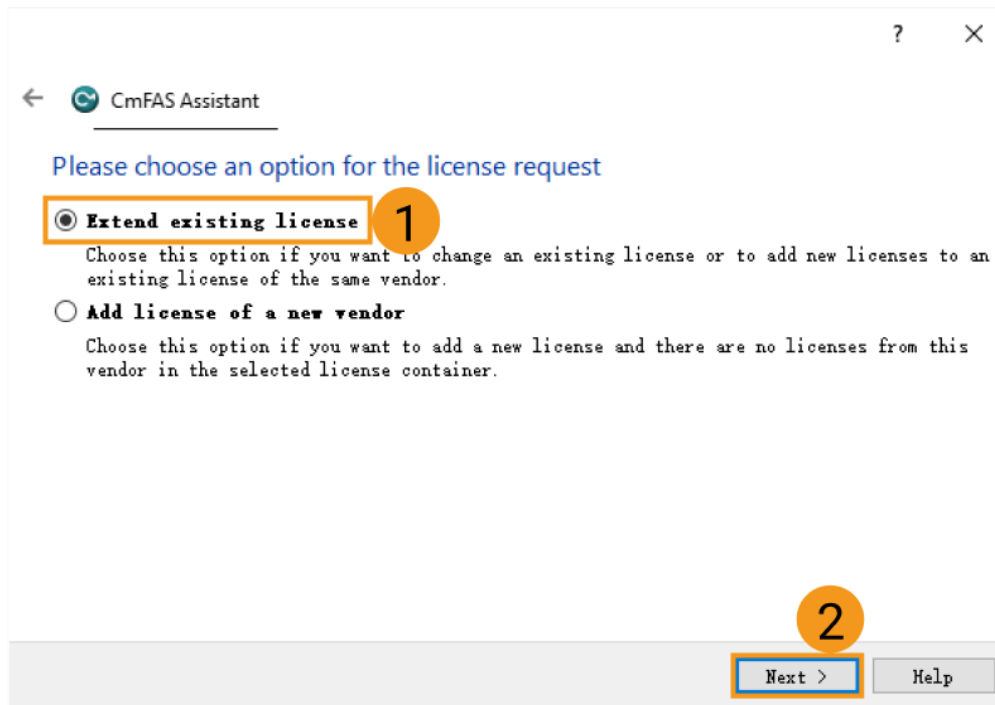 ?
CmFAS Assistant
Please choose an option for the license request
Extend existing license 1
Choose this option if you want to change an existing license or to add new licenses to an
existing license of the same vendor.
Add license of a new vendor
Choose this option if you want to add a new license and there are no licenses from this
vendor in the selected license container.
2
Next > Help